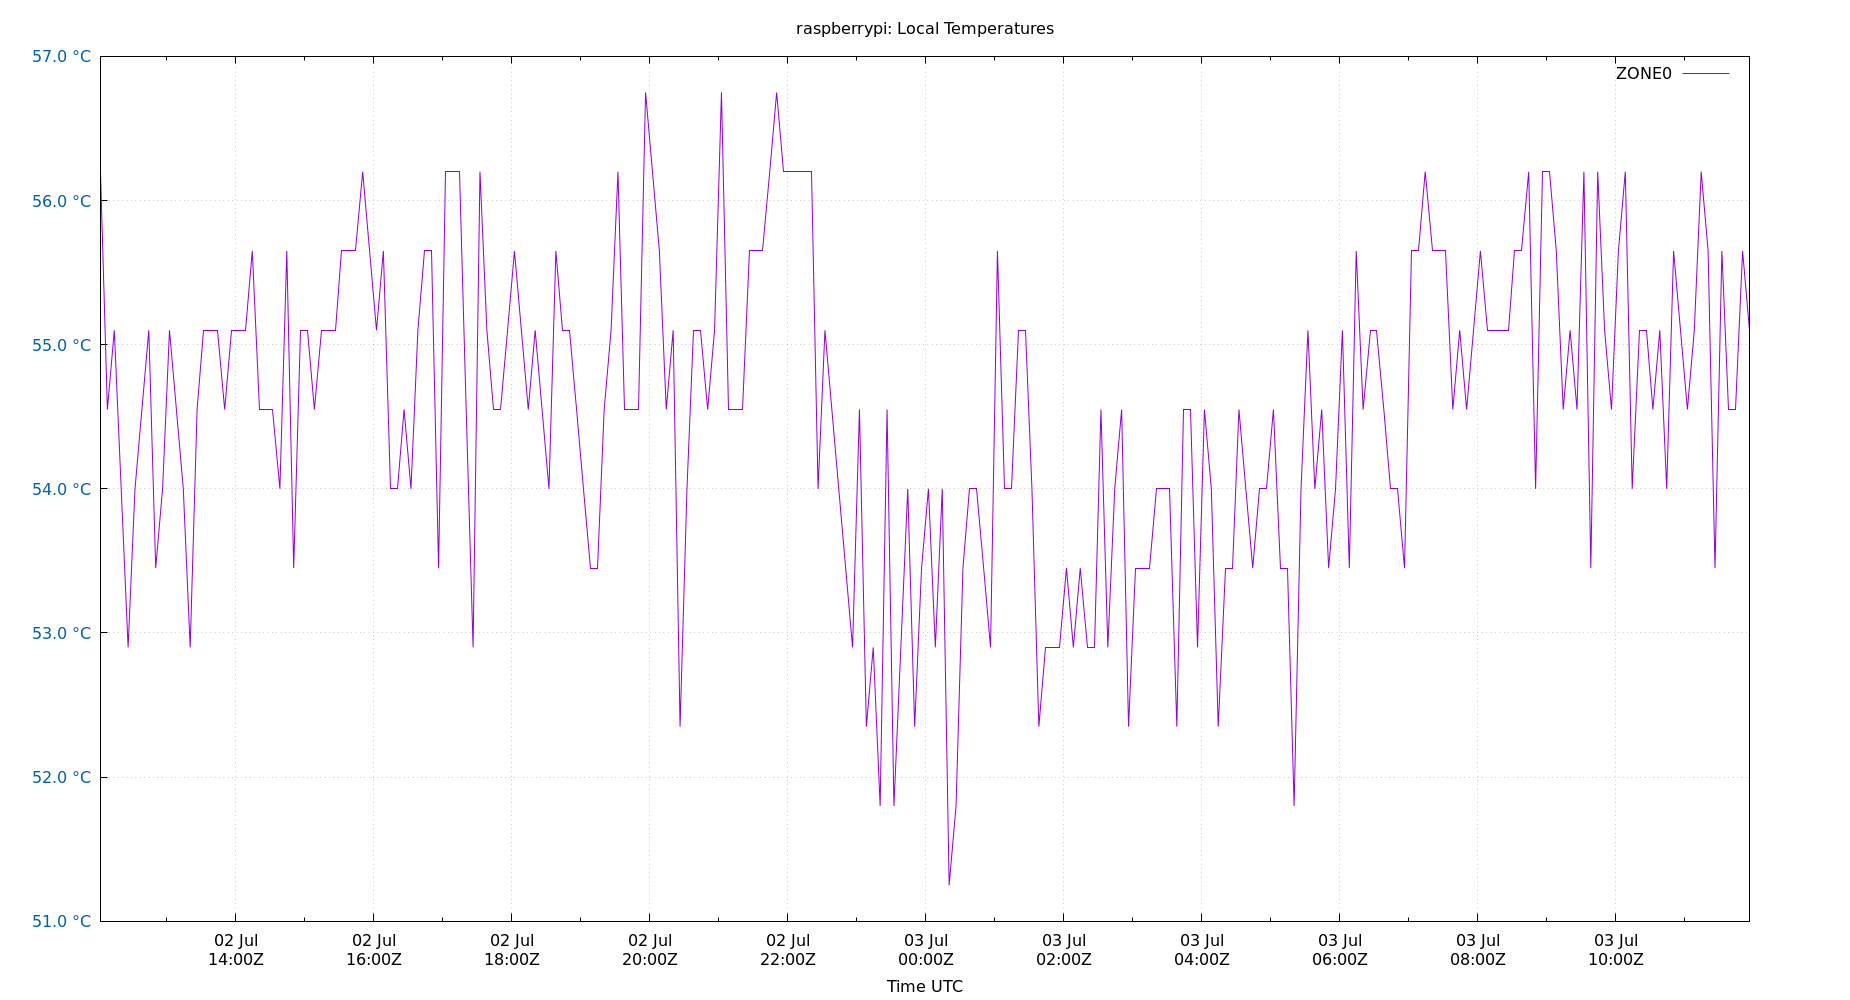 raspberrypi: Local Temperatures
57.0 °C
ZONE0
56.0 °C
55.0 °C
54.0 °C
53.0 °C
52.0 °C
51.0 °C
02 Jul
14:00Z
02 Jul
16:00Z
02 Jul
18:00Z
02 Jul
20:00Z
02 Jul
22:00Z
03 Jul
00:00Z
03 Jul
02:00Z
03 Jul
04:00Z
03 Jul
06:00Z
03 Jul
08:00Z
03 Jul
10:00Z
Time UTC